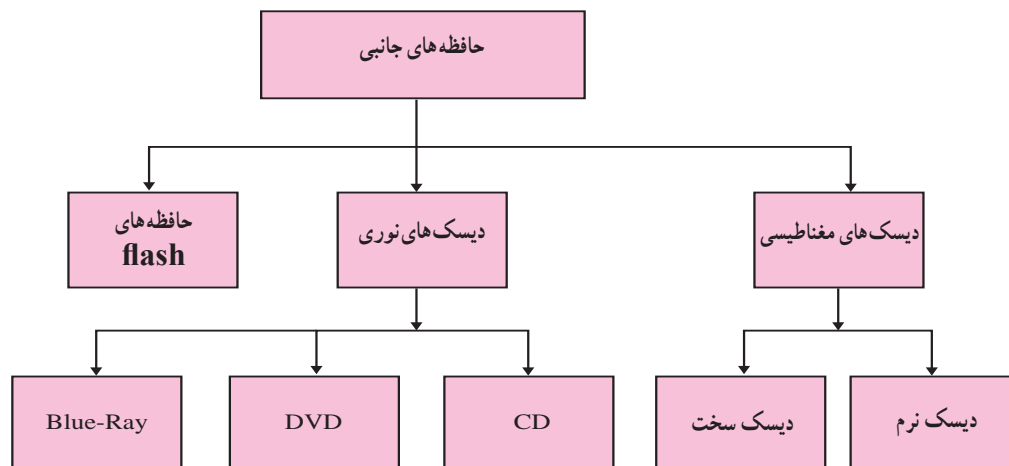 حافظه‌های جانبی
دیسک‌های مغناطیسی
دیسک‌های نوری
حافظه‌های
flash
دیسک نرم
دیسک سخت
CD
DVD
Blue-Ray